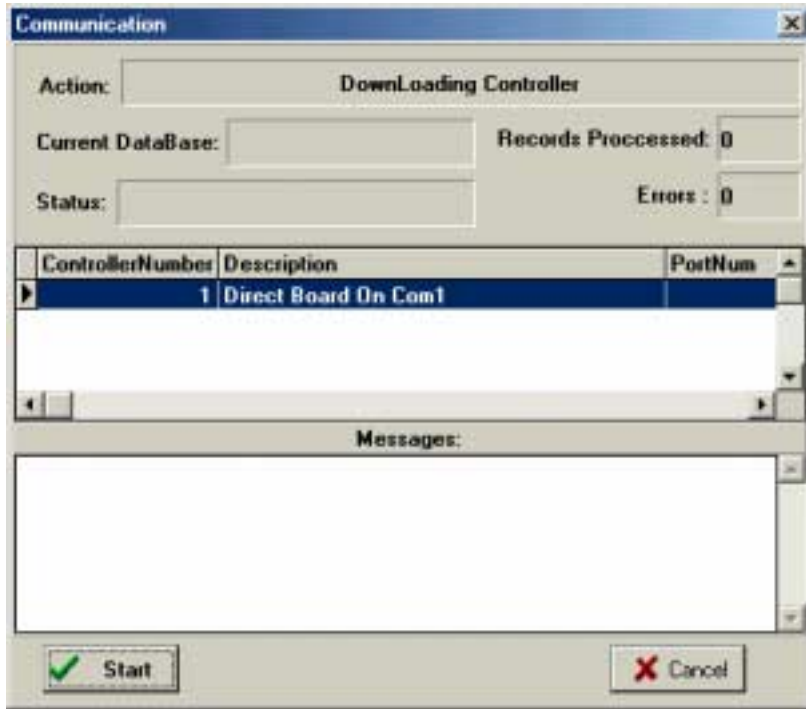 Communication
Action: DownLoading Controller
Current DataBase: Records Proccessed: 0
Status: Errors : 0
ControllerNumber Description PortNum
1 Direct Board On Com1
Messages:
Start Cancel